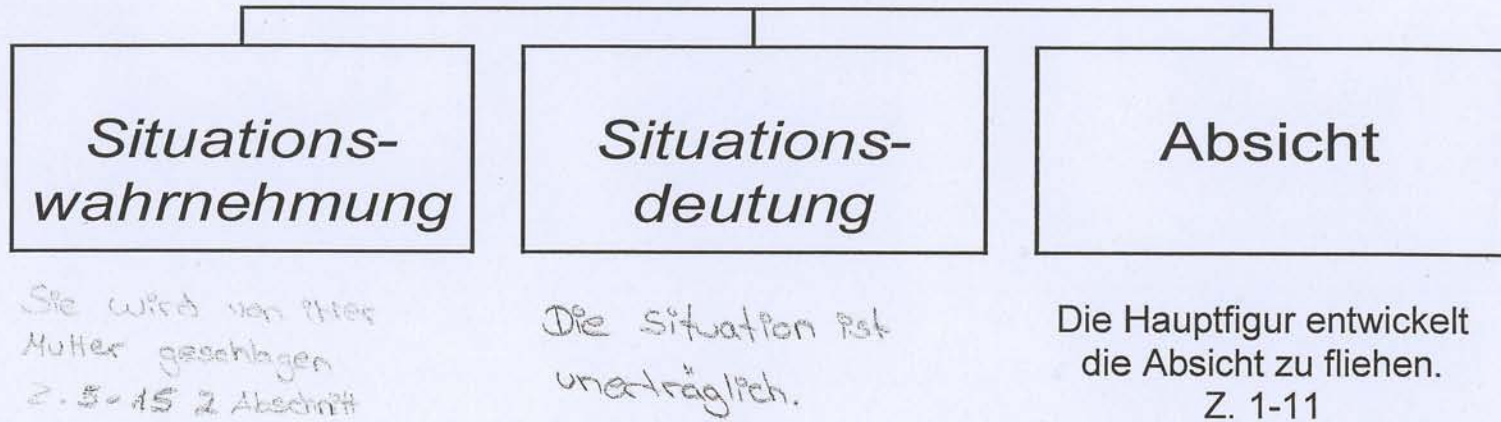 Situations-
wahrnehmung
Situations-
deutung
Absicht
Sie wird von ihrer
Mutter geschlagen
Z. 5-15 2 Abschnitt
Die Situation ist
unerträglich.
Die Hauptfigur entwickelt
die Absicht zu fliehen.
Z. 1-11